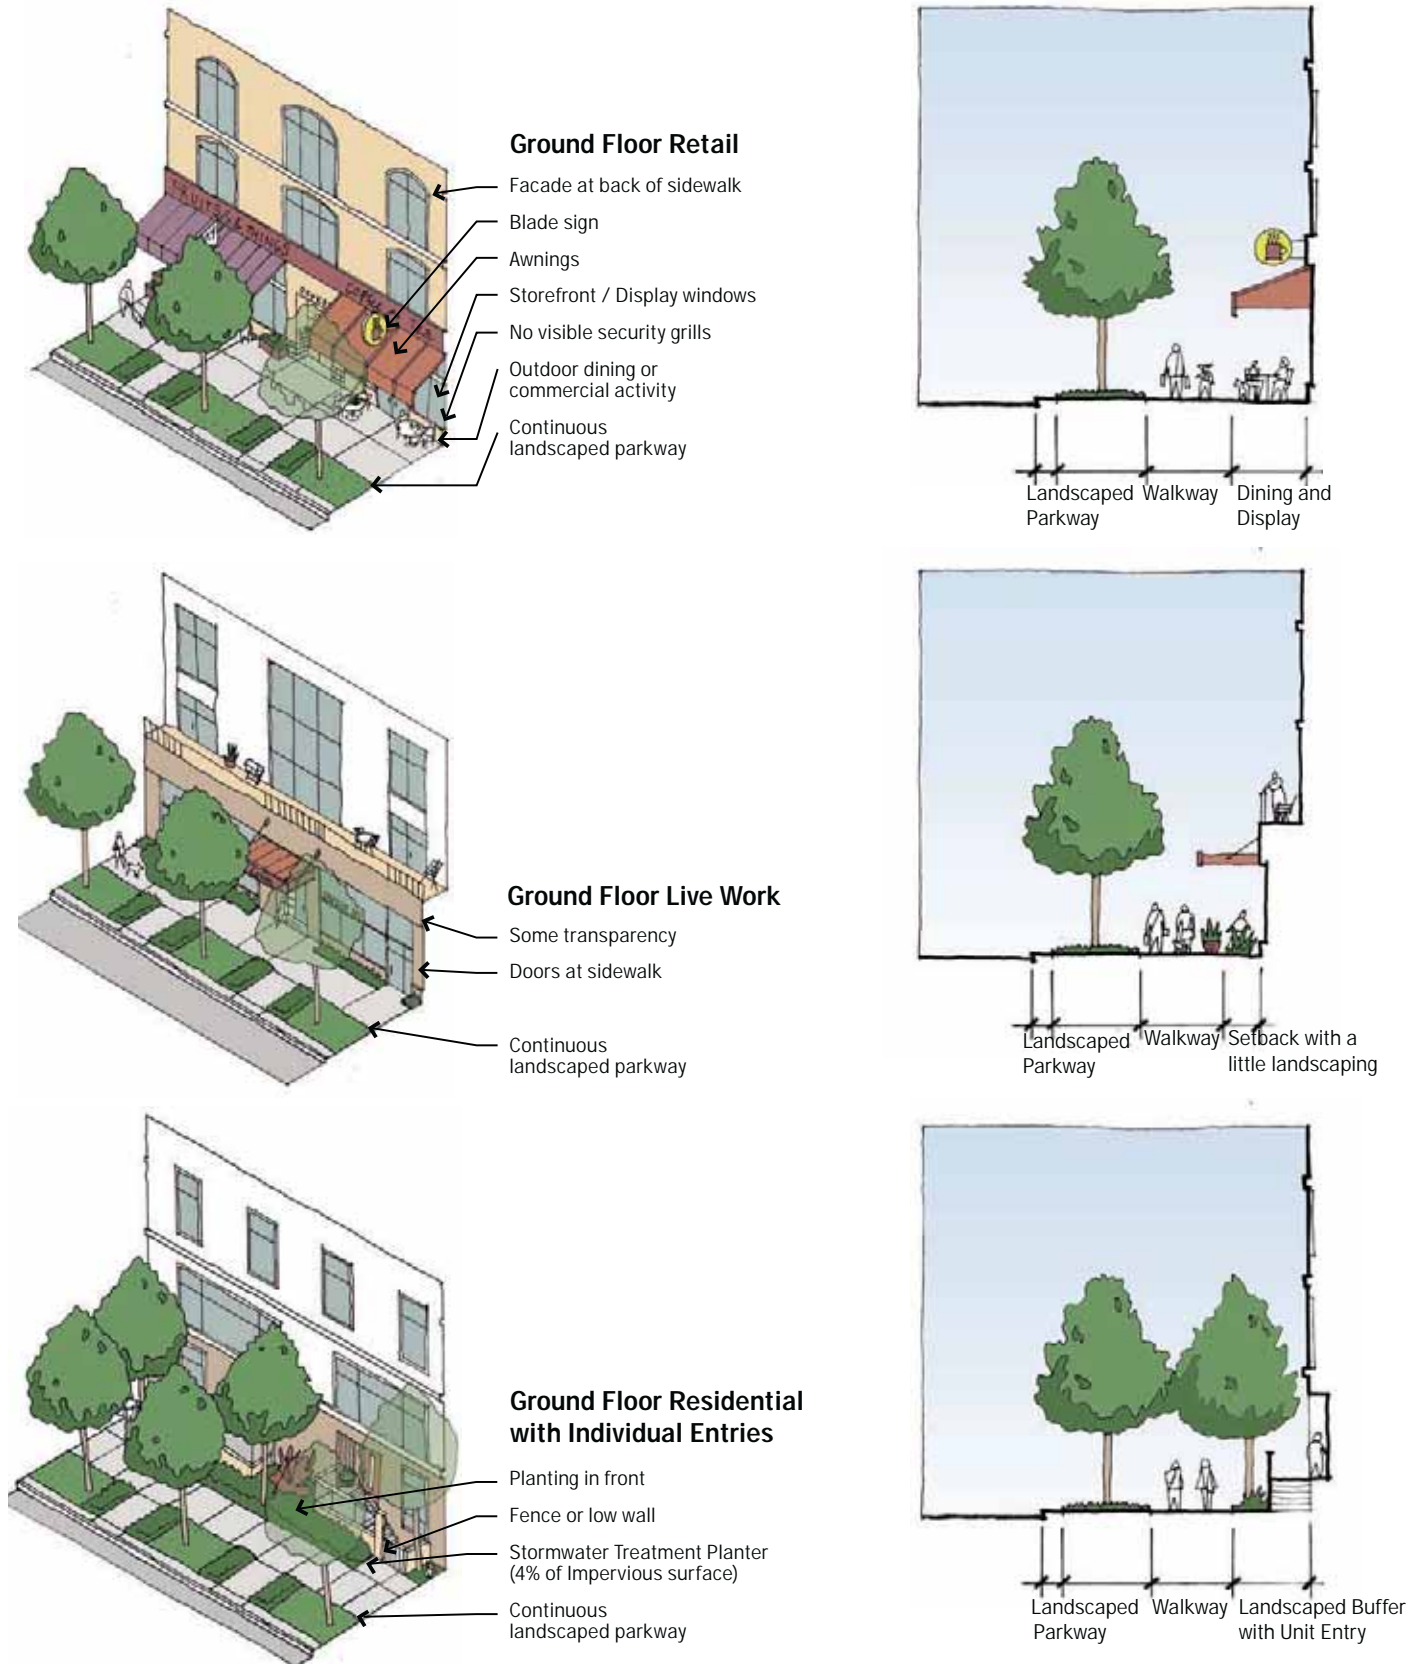 Ground Floor Retail
Facade at back of sidewalk
Blade sign
Awnings
Storefront / Display windows
No visible security grills
Outdoor dining or
commercial activity
Continuous
landscaped parkway
Landscaped
Parkway
Walkway
Dining and
Display
Ground Floor Live Work
Some transparency
Doors at sidewalk
Continuous
landscaped parkway
Landscaped
Parkway
Walkway
Setback with a
little landscaping
Ground Floor Residential
with Individual Entries
Planting in front
Fence or low wall
Stormwater Treatment Planter
(4% of Impervious surface)
Continuous
landscaped parkway
Landscaped
Parkway
Walkway
Landscaped Buffer
with Unit Entry